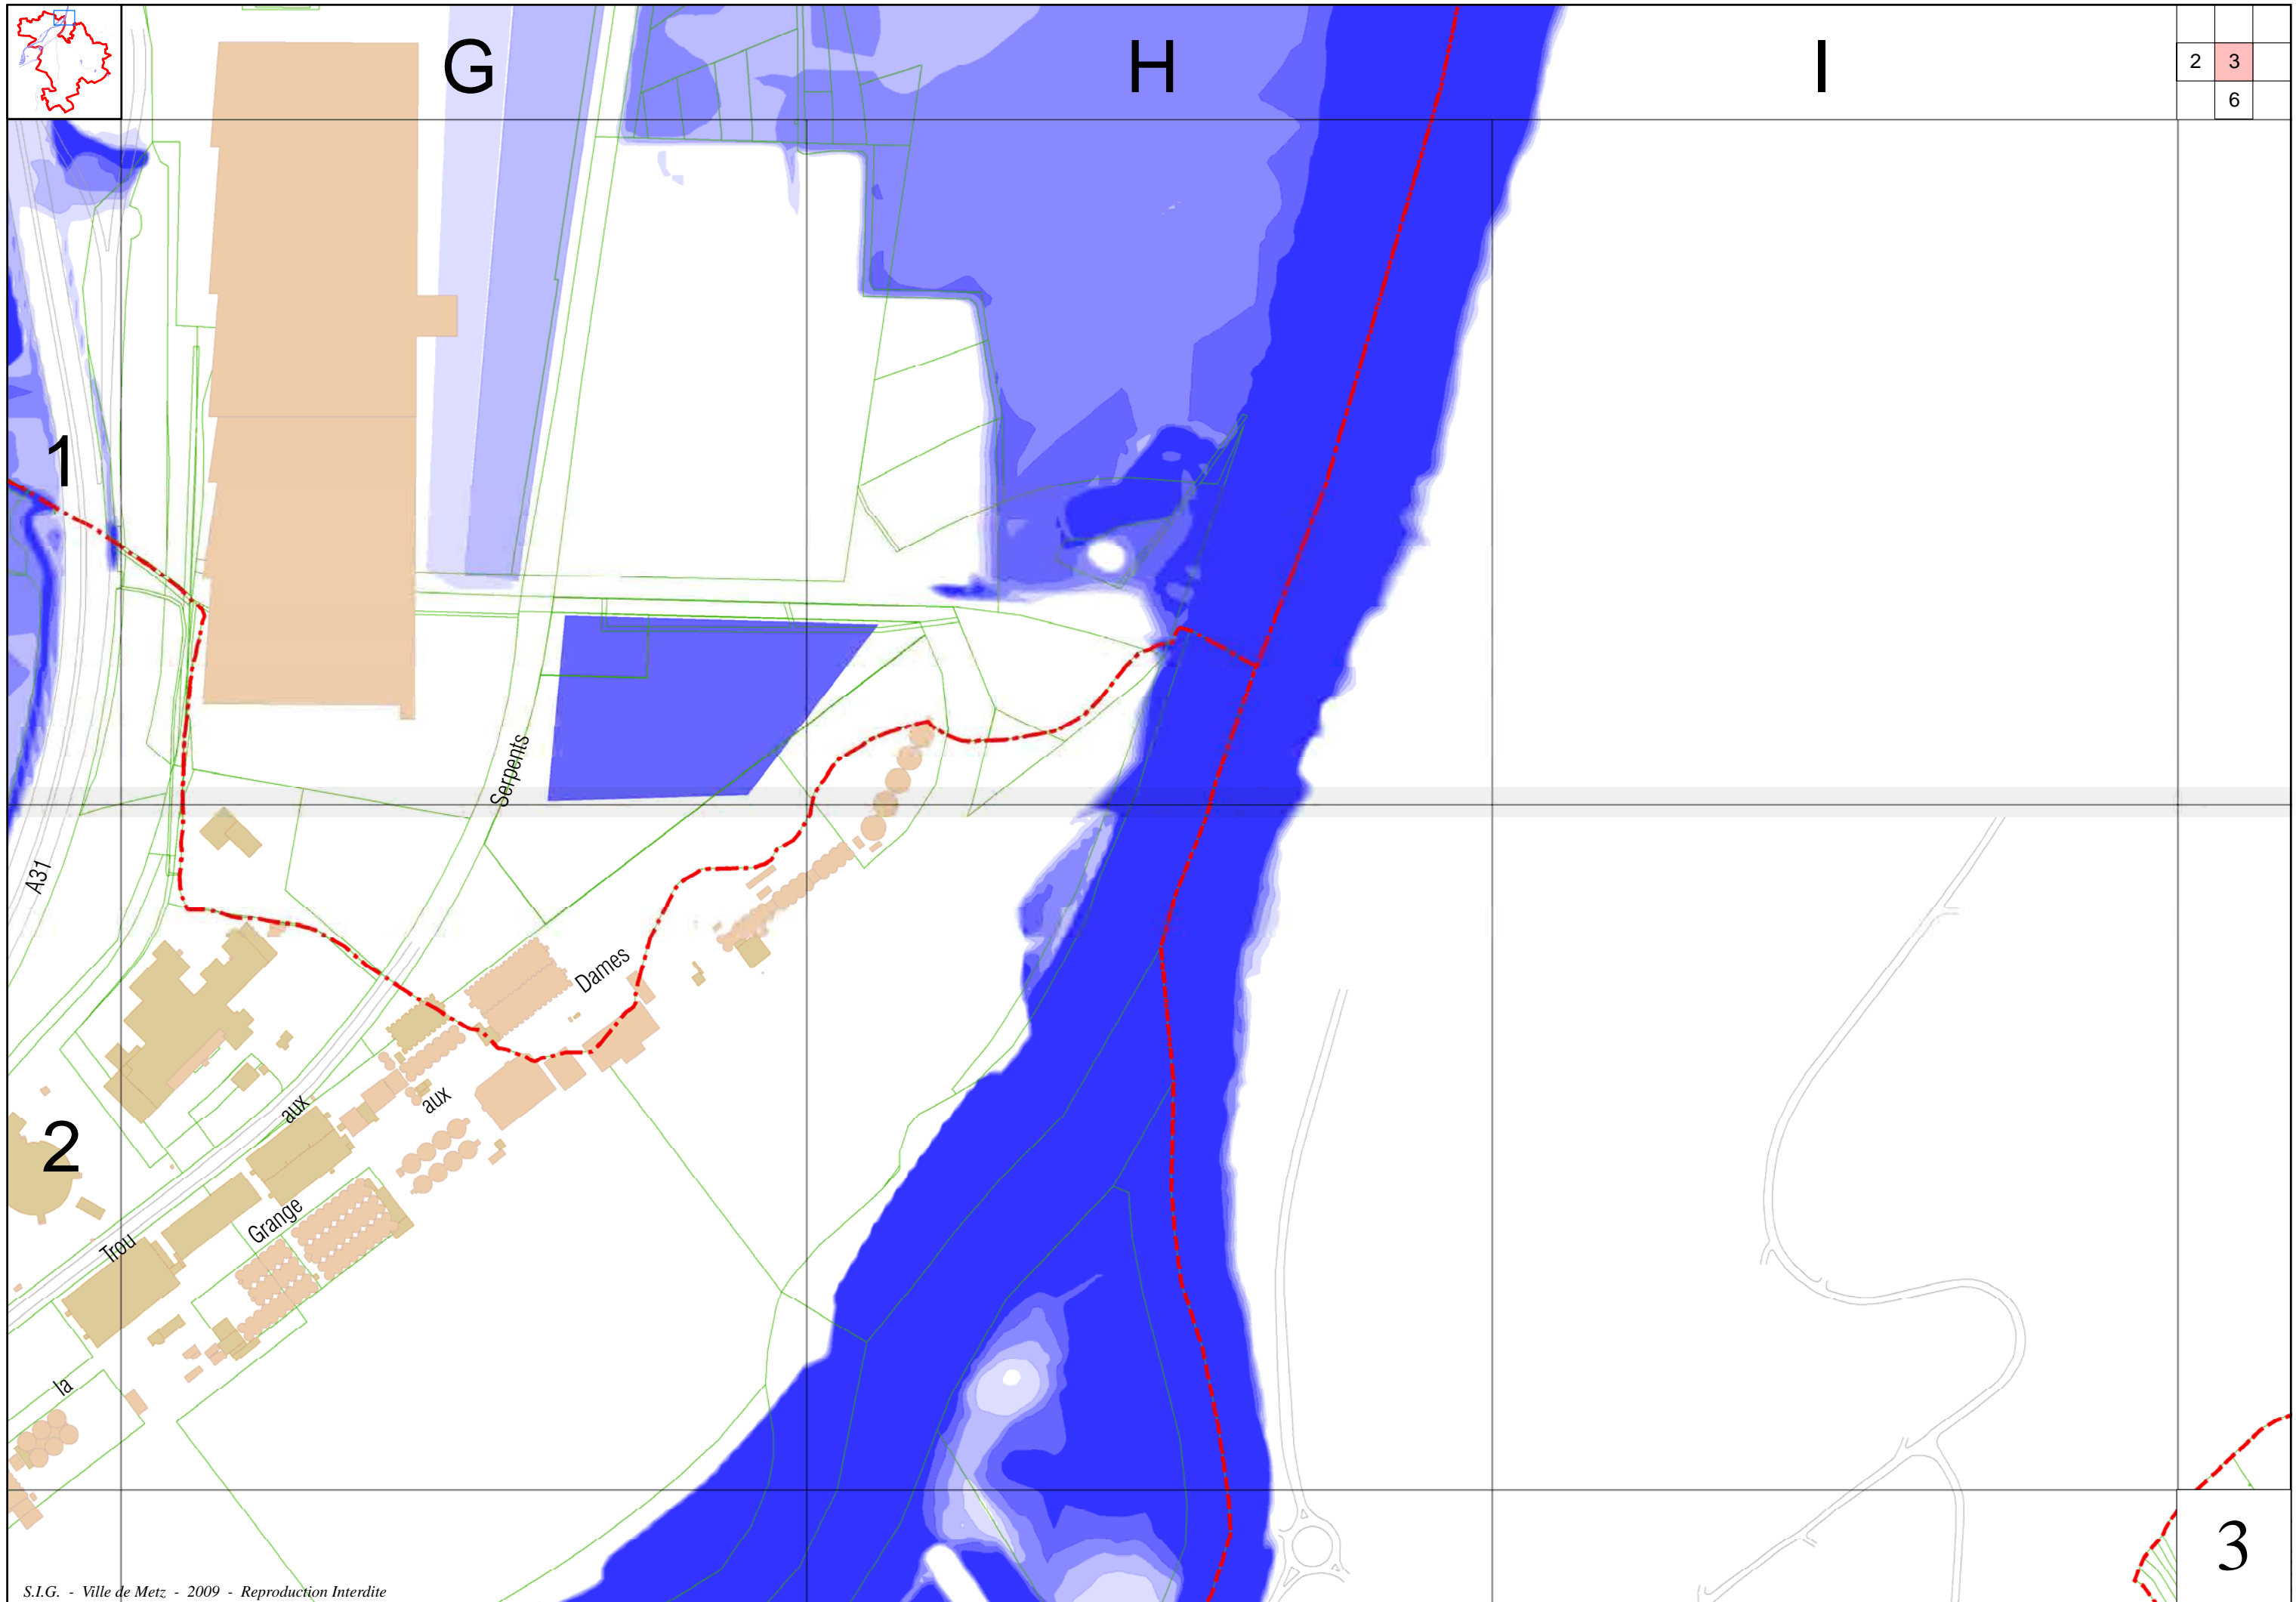 G
H
I
2 3
6
1
Serpents
A31
Dames
aux
aux
2
Grange
Trou
la
3
S.I.G. - Ville de Metz - 2009 - Reproduction Interdite